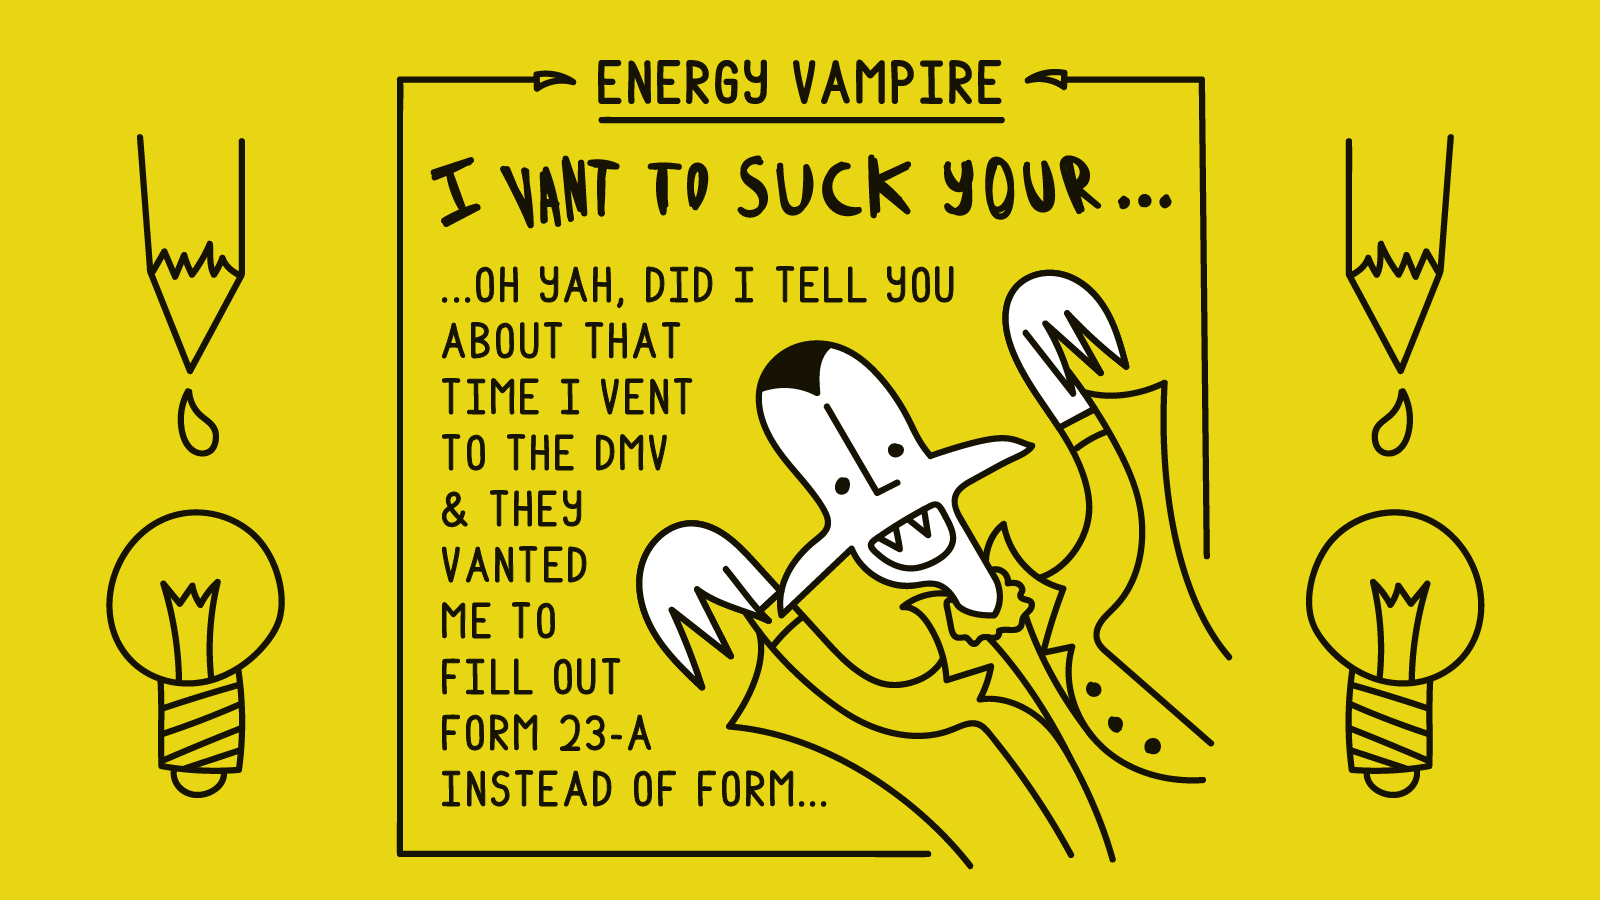 ENERGY VAMPIRE
I VANT TO SUCK YOUR...
...OH YAH, DID I TELL YOU
ABOUT THAT
TIME I VENT
TO THE DMV
& THEY
VANTED
ME TO
FILL OUT
FORM 23-A
INSTEAD OF FORM...